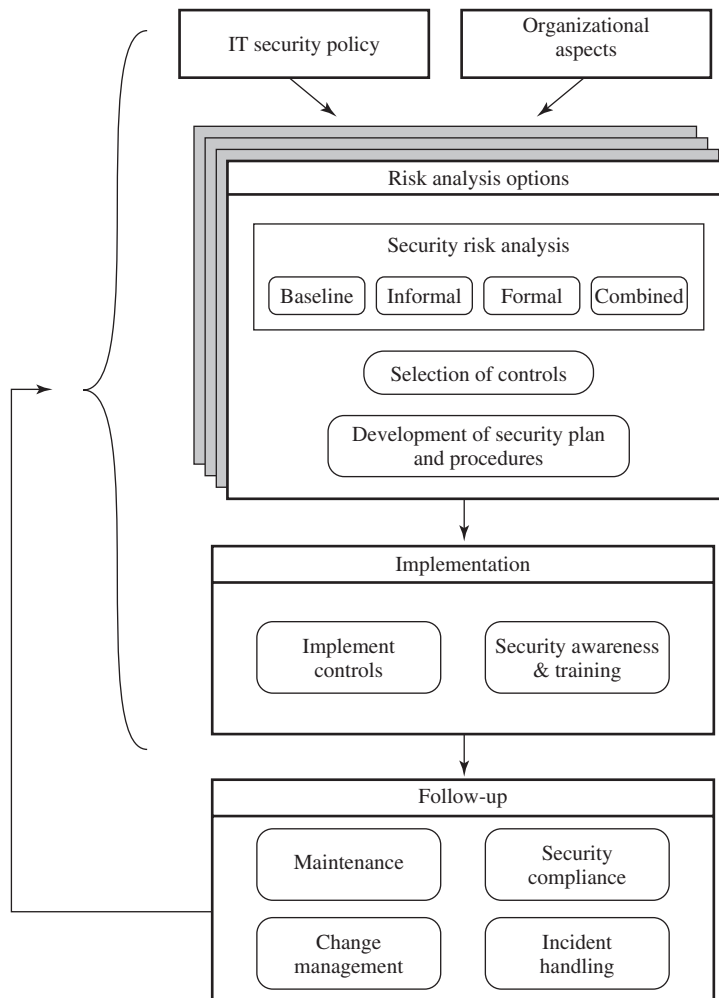 IT security policy
Organizational
aspects
Risk analysis options
Security risk analysis
Baseline
Informal
Formal
Combined
Selection of controls
Development of security plan
and procedures
Implementation
Implement
controls
Security awareness
& training
Follow-up
Maintenance
Security
compliance
Change
management
Incident
handling